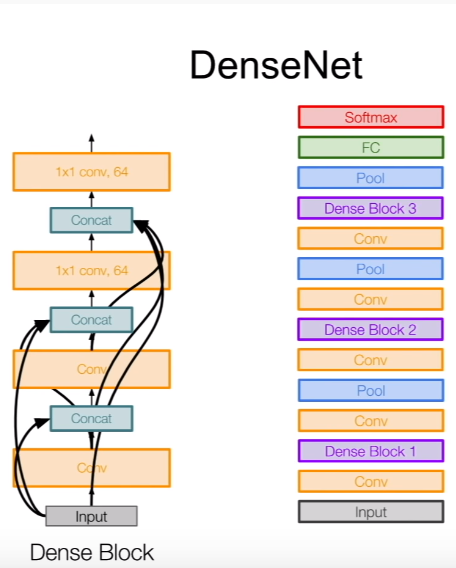 DenseNet
1x1 conv, 64
Concat
1x1 conv, 64
Concat
Conv
Concat
Conv
Input
Dense Block
Softmax
FC
Pool
Dense Block 3
Conv
Pool
Conv
Dense Block 2
Conv
Pool
Conv
Dense Block 1
Conv
Input